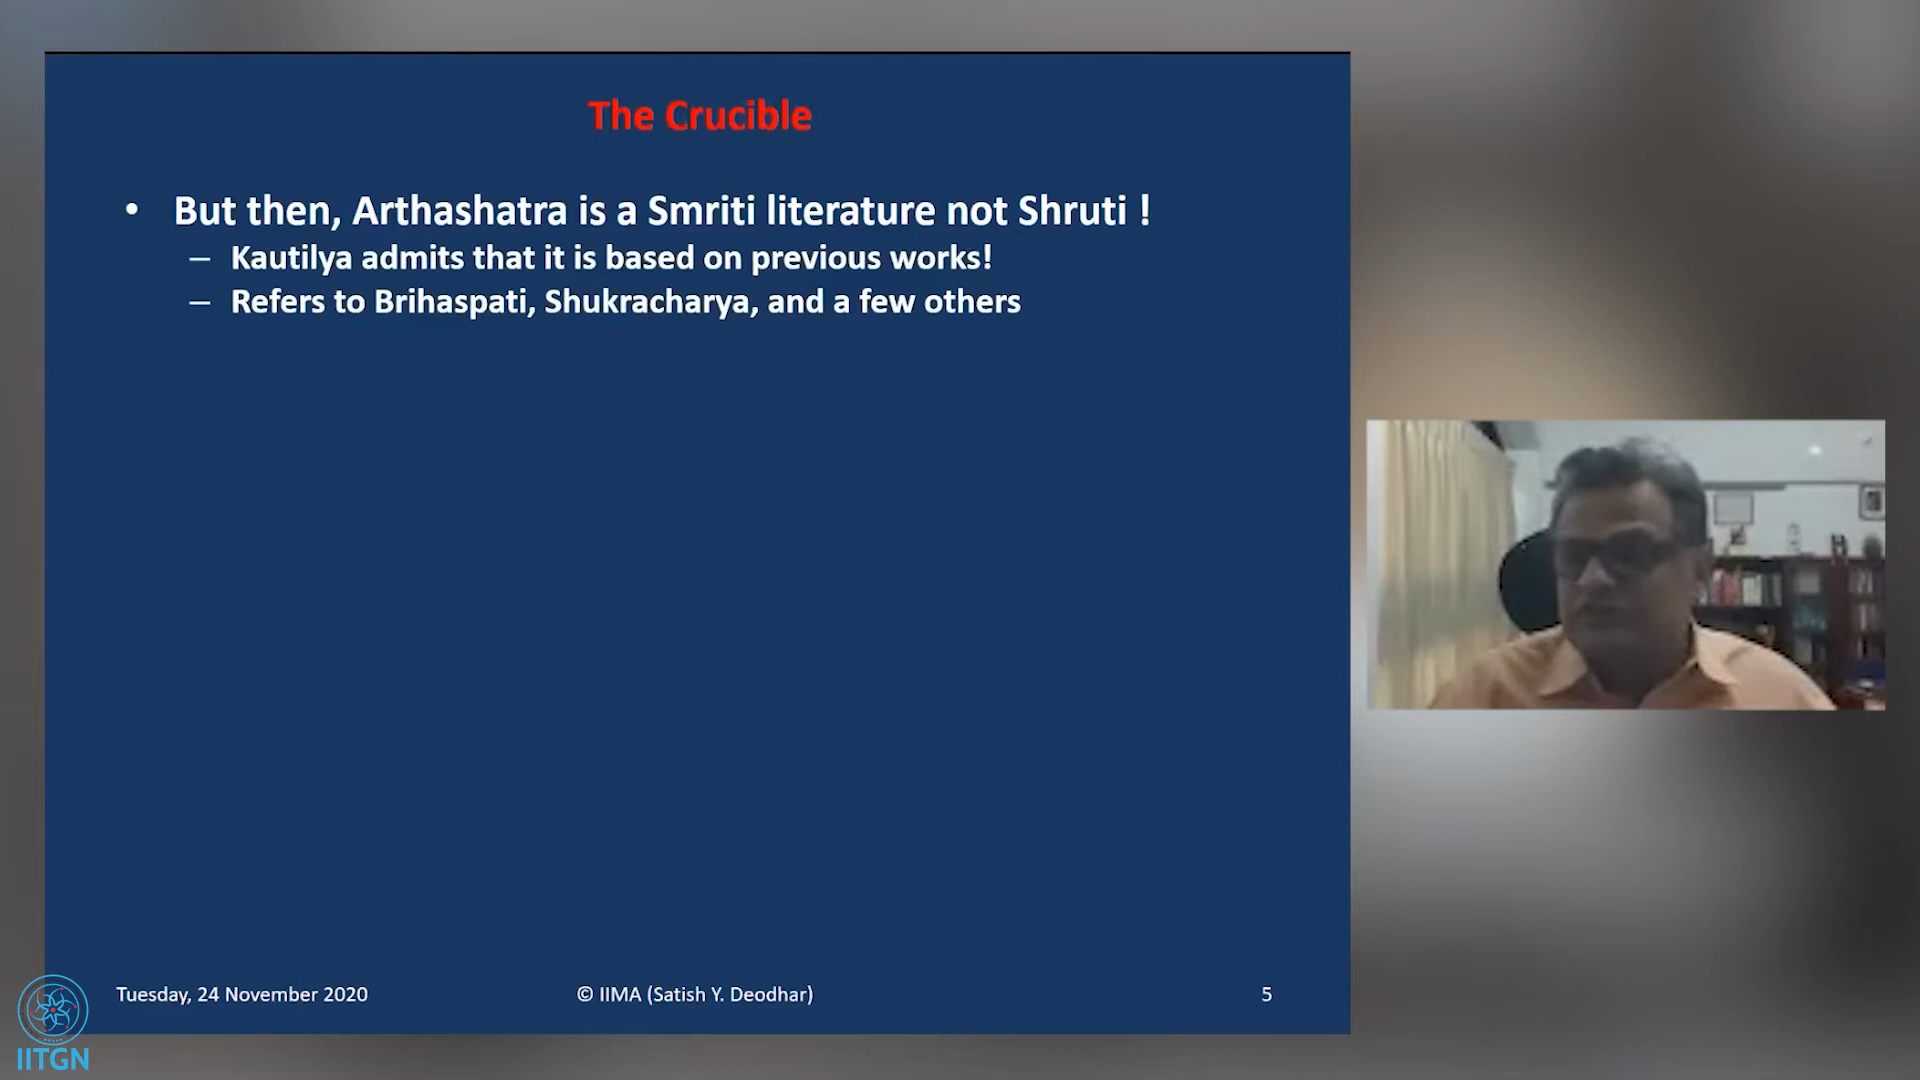 The Crucible
• But then, Arthashatra is a Smriti literature not Shruti !
– Kautilya admits that it is based on previous works!
– Refers to Brihaspati, Shukracharya, and a few others
Tuesday, 24 November 2020
© IIMA (Satish Y. Deodhar)
5
IITGN